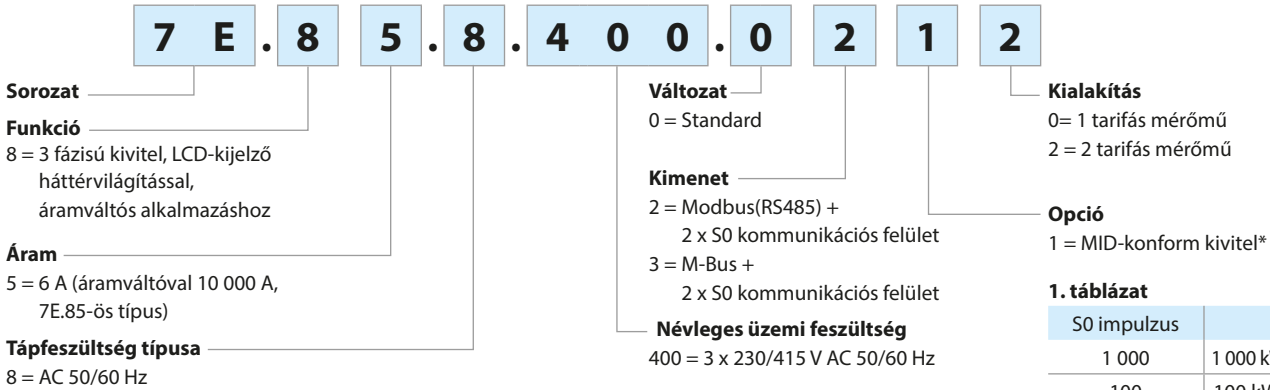 7 E . 8 5 . 8 . 4 0 0 . 0 2 1 2
Sorozat
Funkció
8 = 3 fázisú kivitel, LCD-kijelző
háttérvilágítással,
áramváltós alkalmazáshoz
Áram
5 = 6 A (áramváltóval 10 000 A,
7E.85-ös típus)
Tápfeszültség típusa
8 = AC 50/60 Hz
Változat
0 = Standard
Kimenet
2 = Modbus(RS485) +
2 x S0 kommunikációs felület
3 = M-Bus +
2 x S0 kommunikációs felület
Névleges üzemi feszültség
400 = 3 x 230/415 V AC 50/60 Hz
Kialakítás
0= 1 tarifás mérőmű
2 = 2 tarifás mérőmű
Opció
1 = MID-konform kivitel*
1. táblázat
S0 impulzus
1 000 1 000